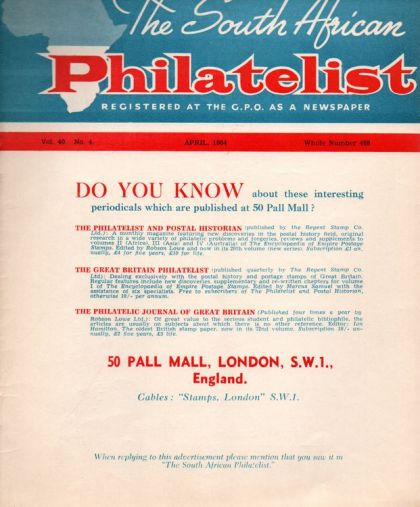 The South African
Philatelist
REGISTERED AT THE G.P.O. AS A NEWSPAPER
Vol. 40 No. 4. APRIL, 1964 Whole Number 468
DO YOU KNOW about these interesting
periodicals which are published at 50 Pall Mall?
THE PHILATELIST AND POSTAL HISTORIAN (published by the Regent Stamp Co.
Ltd.): A monthly magazine featuring new discoveries in the postal history field, original
research in a wide variety of philatelic problems and forgeries, reviews and supplements to
volumes II (Africa), III (Asia) and IV (Australia) of The Encyclopædia of Empire Postage
Stamps. Edited by Robson Lowe and now in its 30th volume (new series). Subscription £1 an-
nually, £4 for five years, £10 for life.
THE GREAT BRITAIN PHILATELIST (published quarterly by The Regent Stamp Co.
Ltd): Dealing exclusively with the postal history and postage stamps of Great Britain.
Regular features include new discoveries, supplementary and re-written chapters for volume
I of The Encyclopædia of Empire Postage Stamps. Edited by Marcus Samuel with the
assistance of six specialists. Free to subscribers of The Philatelist and Postal Historian,
otherwise 10/- per annum.
THE PHILATELIC JOURNAL OF GREAT BRITAIN (Published four times a year by
Robson Lowe Ltd.): Of great value to the serious student and philatelic bibliophile, the
articles are usually on subjects about which there is no other reference. Editor: Ian
Hamilton. The oldest British stamp paper, now in its 72nd volume. Subscription 10/- an-
nually, £2 five years, £5 life.
50 PALL MALL, LONDON, S.W.1.,
England.
Cables: "Stamps, London" S.W.1.
When replying to this advertisement please mention that you saw it in
"The South African Philatelist."